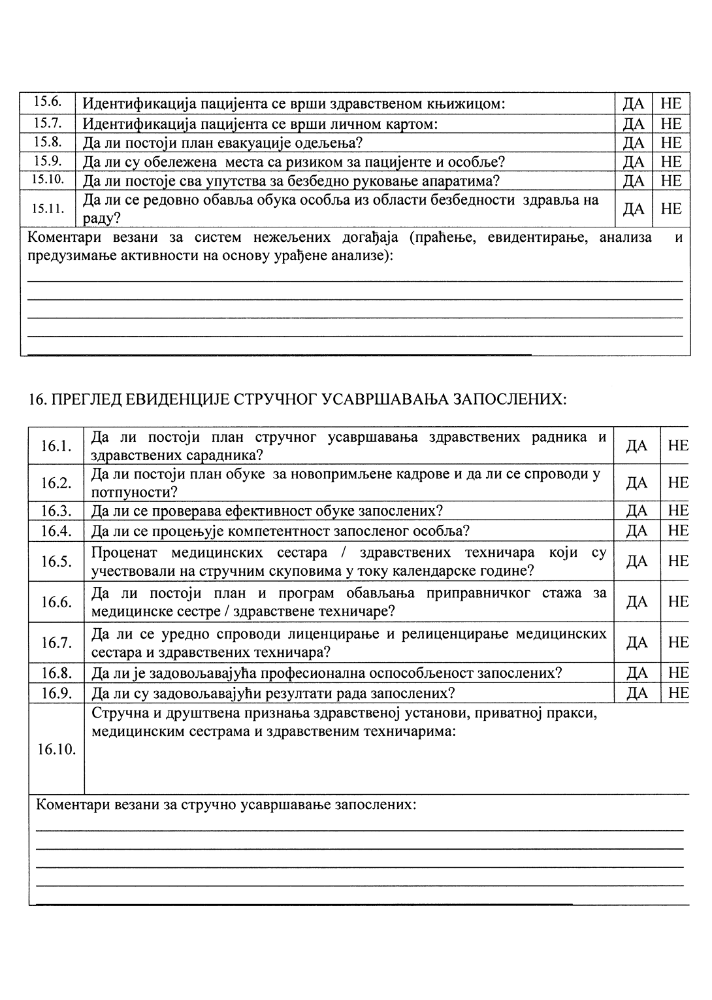 15.6. Идентификација пацијента се врши здравственом књижицом: ДА НЕ
15.7. Идентификација пацијента се врши личном картом: ДА НЕ
15.8. Да ли постоји план евакуације одељења? ДА НЕ
15.9. Да ли су обележена места са ризиком за пацијенте и особље? ДА НЕ
15.10. Да ли постоје сва упутства за безбедно руковање апаратима? ДА НЕ
15.11. Да ли се редовно обавља обука особља из области безбедности здравља на
раду? ДА НЕ
Коментари везани за систем нежељених догађаја (праћење, евидентирање, анализа и
предузимање активности на основу урађене анализе):
16. ПРЕГЛЕД ЕВИДЕНЦИЈЕ СТРУЧНОГ УСАВРШАВАЊА ЗАПОСЛЕНИХ:
16.1. Да ли постоји план стручног усавршавања здравствених радника и
здравствених сарадника? ДА НЕ
16.2. Да ли постоји план обуке за новопримљене кадрове и да ли се спроводи у
потпуности? ДА НЕ
16.3. Да ли се проверава ефективност обуке запослених? ДА НЕ
16.4. Да ли се процењује компетентност запосленог особља? ДА НЕ
16.5. Проценат медицинских сестара / здравствених техничара који су
учествовали на стручним скуповима у току календарске године? ДА НЕ
16.6. Да ли постоји план и програм обављања приправничког стажа за
медицинске сестре / здравствене техничаре? ДА НЕ
16.7. Да ли се уредно спроводи лиценцирање и релиценцирање медицинских
сестара и здравствених техничара? ДА НЕ
16.8. Да ли је задовољавајућа професионална оспособљеност запослених? ДА НЕ
16.9. Да ли су задовољавајући резултати рада запослених? ДА НЕ
16.10. Стручна и друштвена признања здравственој установи, приватној пракси,
медицинским сестрама и здравственим техничарима:
Коментари везани за стручно усавршавање запослених: